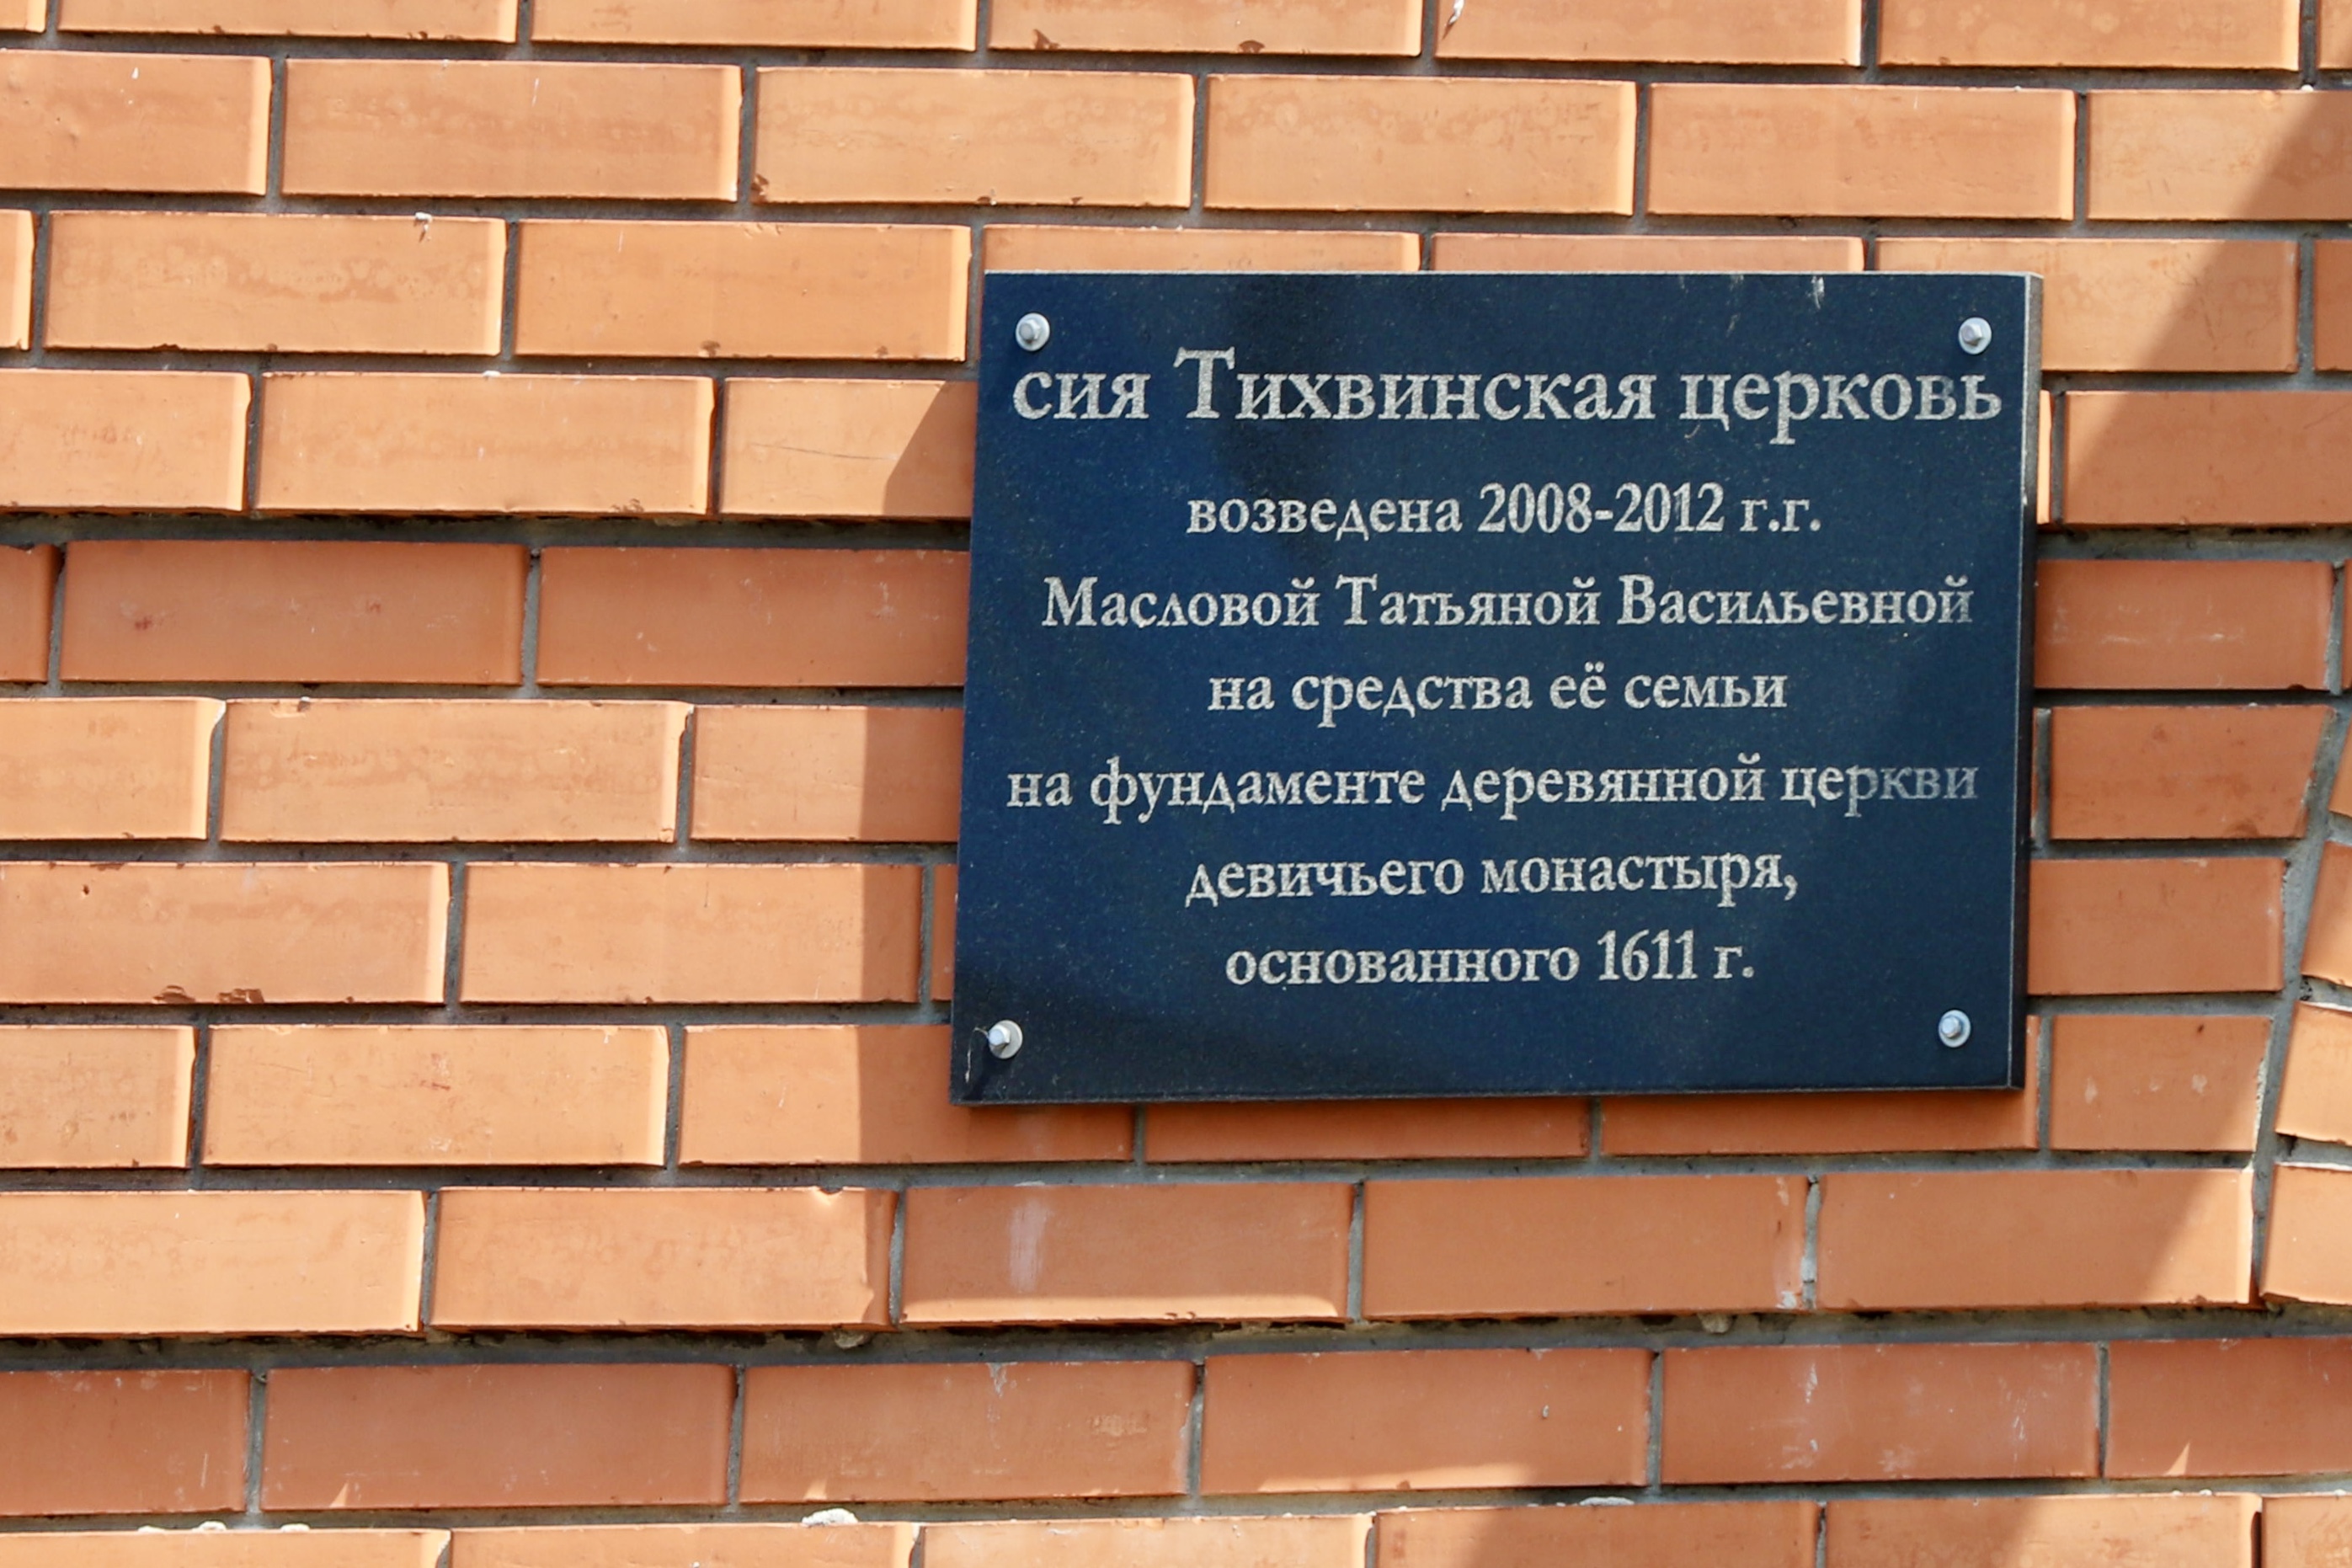 сия Тихвинская церковь
возведена 2008-2012 г.г.
Масловой Татьяной Васильевной
на средства её семьи
на фундаменте деревянной церкви
девичьего монастыря,
основанного 1611 г.